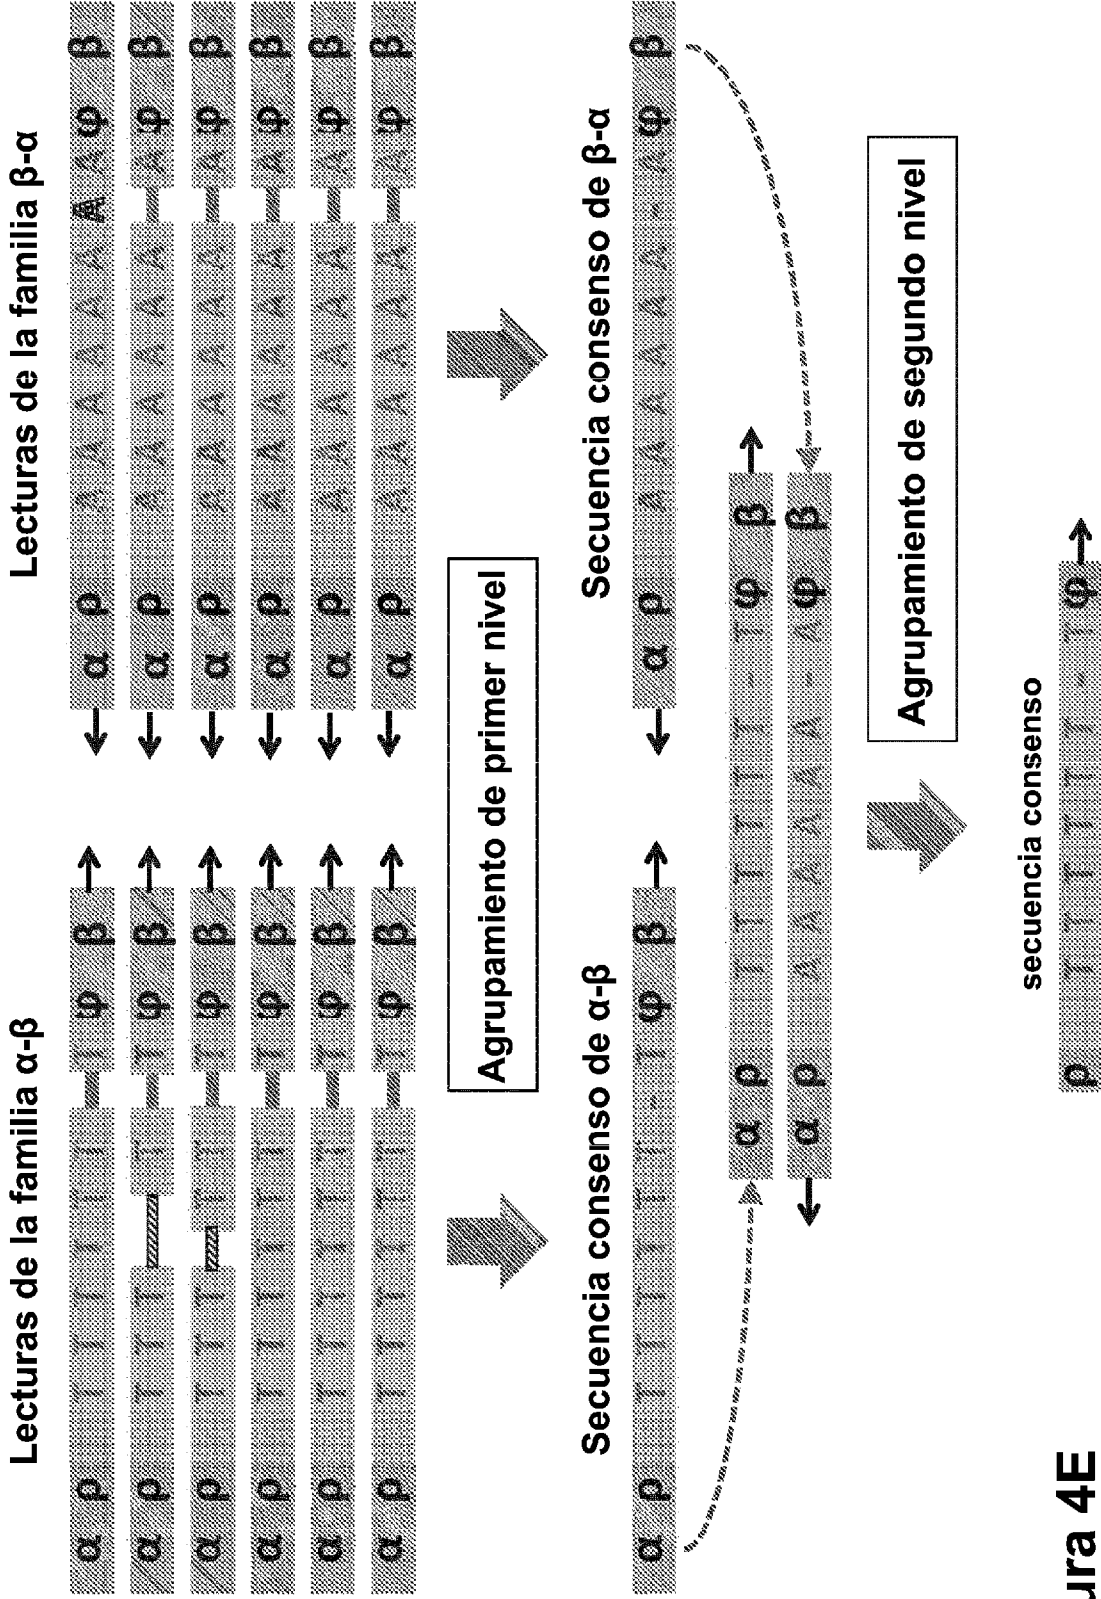 Lecturas de la familia α-β
α ρ T T T T T T T φ β
α ρ T T T T T φ β
α ρ T T T T T T φ β
α ρ T T T T T T T φ β
α ρ T T T T T T T φ β
α ρ T T T T T T T φ β
Lecturas de la familia β-α
α ρ A A A A A A A A φ β
α ρ A A A A A A A φ β
α ρ A A A A A A A φ β
α ρ A A A A A A A φ β
α ρ A A A A A A A φ β
α ρ A A A A A A A φ β
Agrupamiento de primer nivel
Secuencia consenso de α-β
α ρ T T T T T T - T φ β
Secuencia consenso de β-α
α ρ A A A A A A - A φ β
α ρ T T T T T T - T φ β
α ρ A A A A A A - A φ β
Agrupamiento de segundo nivel
secuencia consenso
ρ T T T T T T - T φ
ura 4E